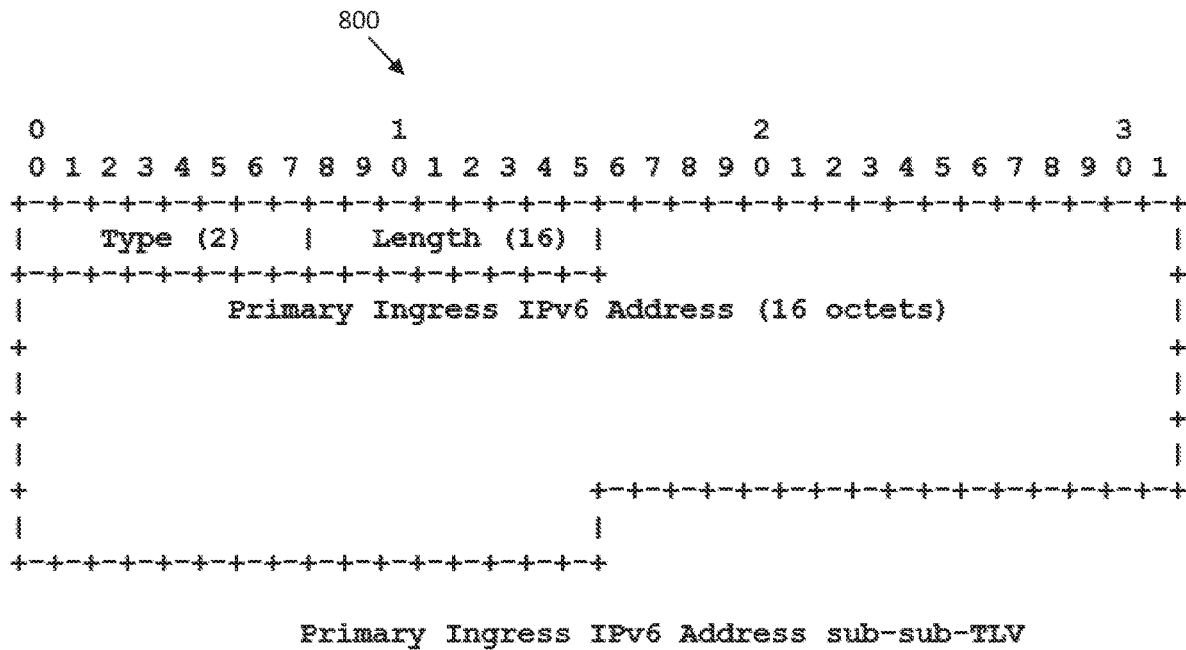 800
0 1 2 3
0 1 2 3 4 5 6 7 8 9 0 1 2 3 4 5 6 7 8 9 0 1 2 3 4 5 6 7 8 9 0 1
+-+-+-+-+-+-+-+-+-+-+-+-+-+-+-+-+-+-+-+-+-+-+-+-+-+-+-+-+-+-+-+-+
| Type (2) | Length (16) | |
+-+-+-+-+-+-+-+-+-+-+-+-+-+-+-+-+ +
| Primary Ingress IPv6 Address (16 octets) |
+ +
| |
+ +
| |
+ +-+-+-+-+-+-+-+-+-+-+-+-+-+-+-+-+
| |
+-+-+-+-+-+-+-+-+-+-+-+-+-+-+-+-+
Primary Ingress IPv6 Address sub-sub-TLV